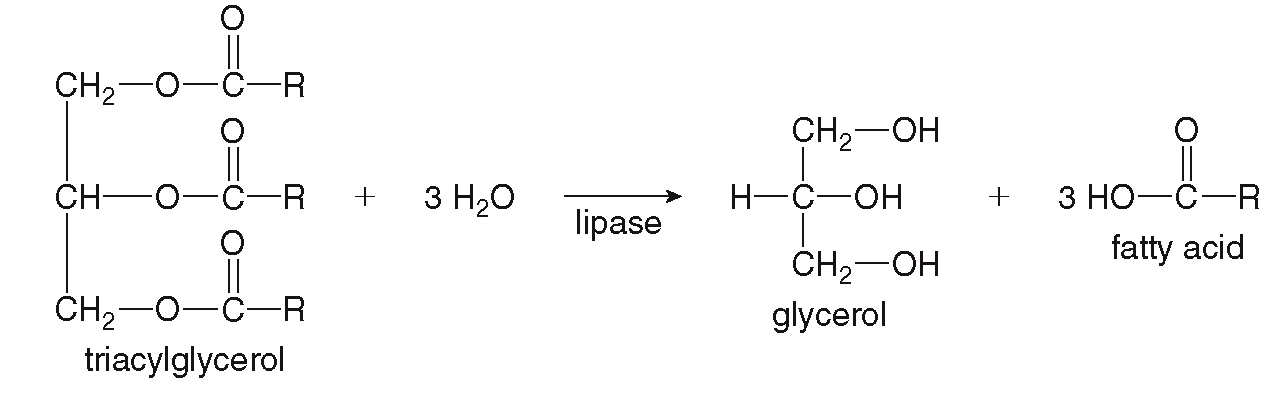 O
CH₂—O—C—R
O
CH—O—C—R + 3 H₂O lipase
O
CH₂—O—C—R
triacylglycerol
CH₂—OH
H—C—OH
CH₂—OH
glycerol
+
O
3 HO—C—R
fatty acid